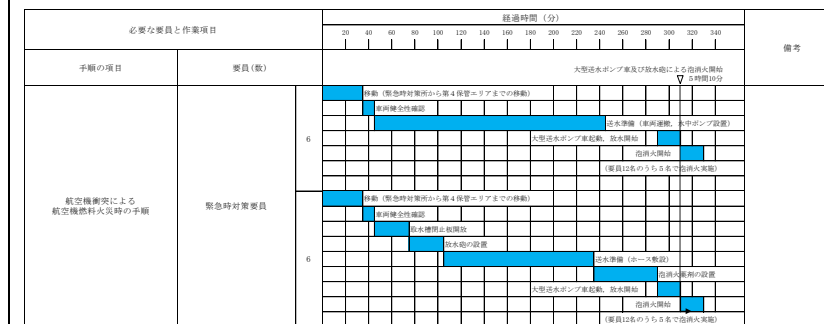 必要な要員と作業項目
経過時間（分）
20 40 60 80 100 120 140 160 180 200 220 240 260 280 300 320 340
備考
手順の項目
要員(数)
大型送水ポンプ車及び放水砲による泡消火開始
▽ 5時間10分
航空機衝突による
航空機燃料火災時の手順
緊急時対策要員
6
移動（緊急時対策所から第４保管エリアまでの移動）
車両健全性確認
送水準備（車両運搬，水中ポンプ設置）
大型送水ポンプ車起動，放水開始
泡消火開始
（要員12名のうち５名で泡消火実施）
6
移動（緊急時対策所から第４保管エリアまでの移動）
車両健全性確認
取水槽閉止板開放
放水砲の設置
送水準備（ホース敷設）
泡消火薬剤の設置
大型送水ポンプ車起動，放水開始
泡消火開始
（要員12名のうち５名で泡消火実施）